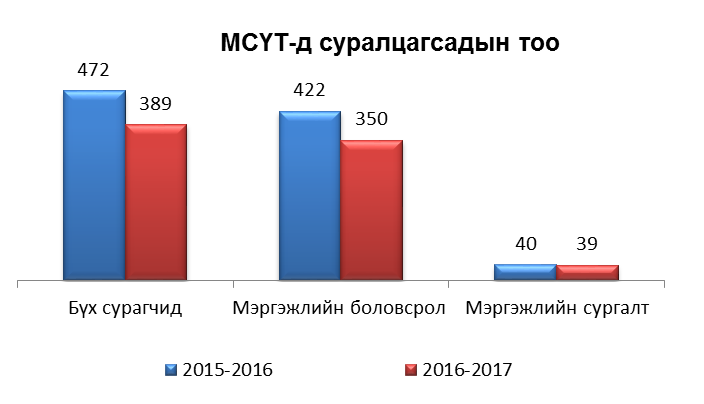 МСҮТ-д суралцагсадын тоо
472
389
422
350
40
39
Бүх сурагчид
Мэргэжлийн боловсрол
Мэргэжлийн сургалт
2015-2016
2016-2017